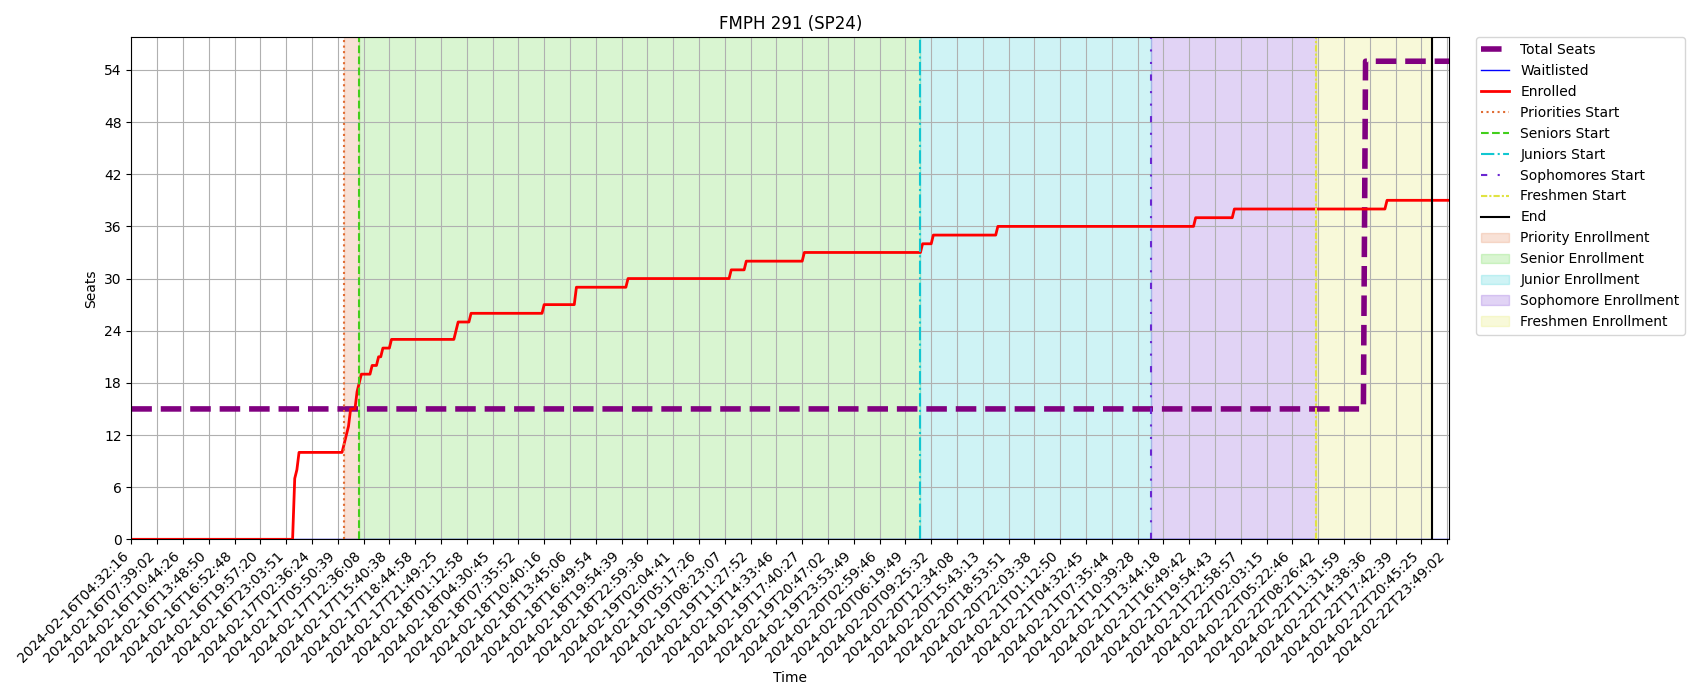 FMPH 291 (SP24)
Seats
54
48
42
36
30
24
18
12
6
0
2024-02-16T04:32:16
2024-02-16T07:39:02
2024-02-16T10:44:26
2024-02-16T13:48:50
2024-02-16T16:52:48
2024-02-16T19:57:20
2024-02-16T23:03:51
2024-02-17T02:36:24
2024-02-17T05:50:39
2024-02-17T12:36:08
2024-02-17T15:40:38
2024-02-17T18:44:58
2024-02-17T21:49:25
2024-02-18T01:12:58
2024-02-18T04:30:45
2024-02-18T07:35:52
2024-02-18T10:40:16
2024-02-18T13:45:06
2024-02-18T16:49:54
2024-02-18T19:54:39
2024-02-18T22:59:36
2024-02-19T02:04:41
2024-02-19T05:17:26
2024-02-19T08:23:07
2024-02-19T11:27:52
2024-02-19T14:33:46
2024-02-19T17:40:27
2024-02-19T20:47:02
2024-02-19T23:53:49
2024-02-20T02:59:46
2024-02-20T06:19:49
2024-02-20T09:25:32
2024-02-20T12:34:08
2024-02-20T15:43:13
2024-02-20T18:53:51
2024-02-20T22:03:38
2024-02-21T01:12:50
2024-02-21T04:32:45
2024-02-21T07:35:44
2024-02-21T10:39:28
2024-02-21T13:44:18
2024-02-21T16:49:42
2024-02-21T19:54:43
2024-02-21T22:58:57
2024-02-22T02:03:15
2024-02-22T05:22:46
2024-02-22T08:26:42
2024-02-22T11:31:59
2024-02-22T14:38:36
2024-02-22T17:42:39
2024-02-22T20:45:25
2024-02-22T23:49:02
Time
Total Seats
Waitlisted
Enrolled
Priorities Start
Seniors Start
Juniors Start
Sophomores Start
Freshmen Start
End
Priority Enrollment
Senior Enrollment
Junior Enrollment
Sophomore Enrollment
Freshmen Enrollment